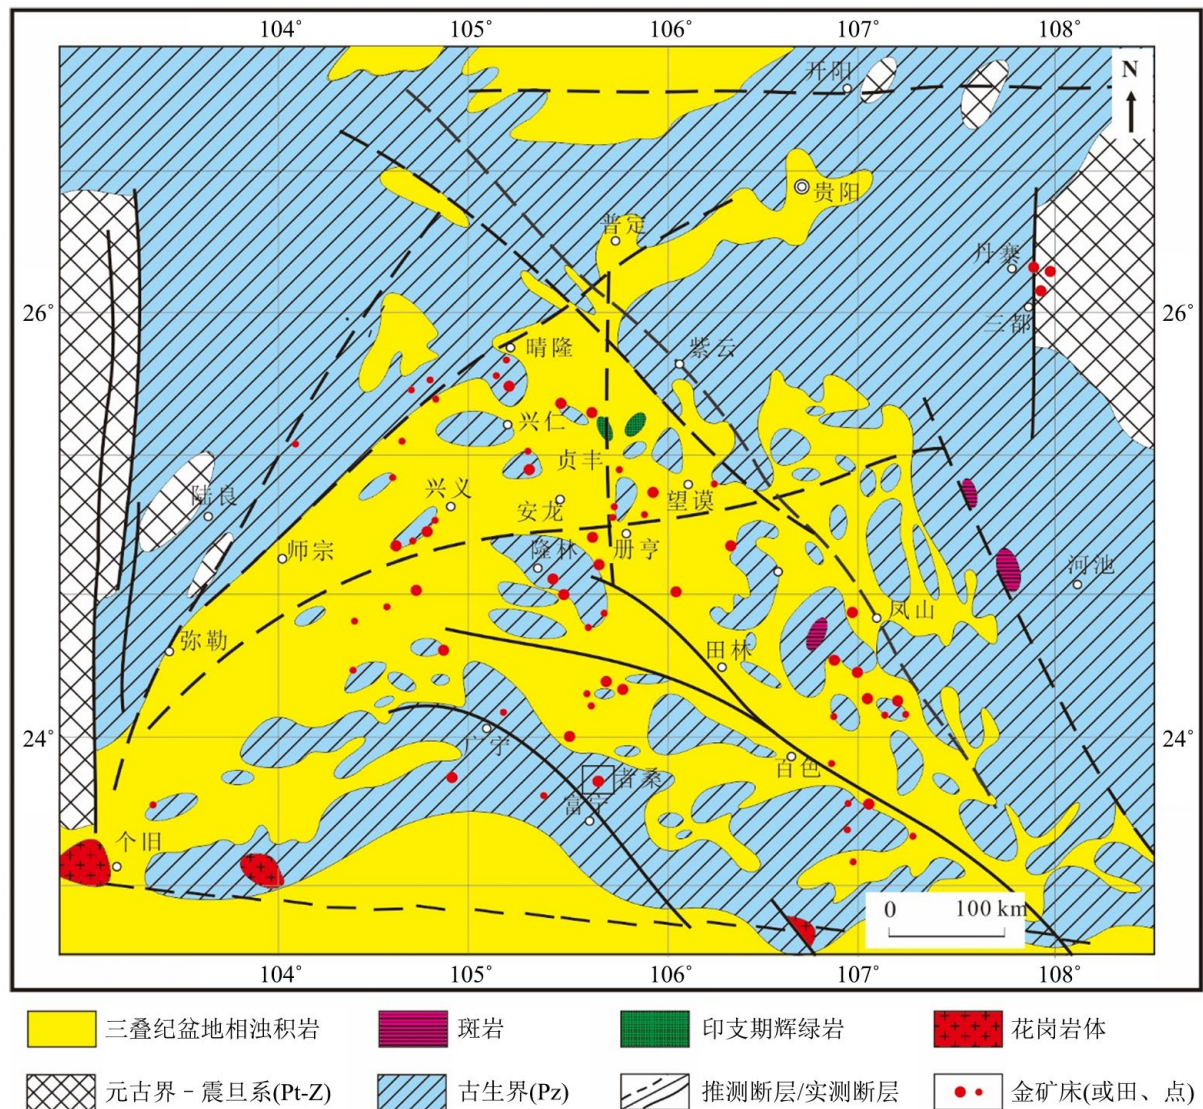 104° 105° 106° 107° 108°
开阳
N
贵阳
普定
丹寨
26° 26°
三都
晴隆
紫云
兴仁
贞丰
兴义
望谟
陆良
安龙
师宗
隆林
册亨
河池
凤山
弥勒
田林
24° 24°
广宁
百色
者桑
富宁
个旧
0 100 km
104° 105° 106° 107° 108°
三叠纪盆地相浊积岩 斑岩 印支期辉绿岩 花岗岩体
元古界–震旦系(Pt-Z) 古生界(Pz) 推测断层/实测断层 金矿床(或田、点)